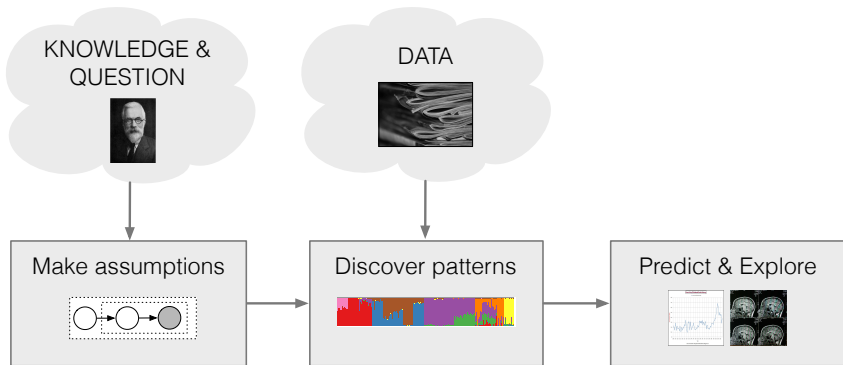 KNOWLEDGE &
QUESTION
DATA
Make assumptions
Discover patterns
Predict & Explore